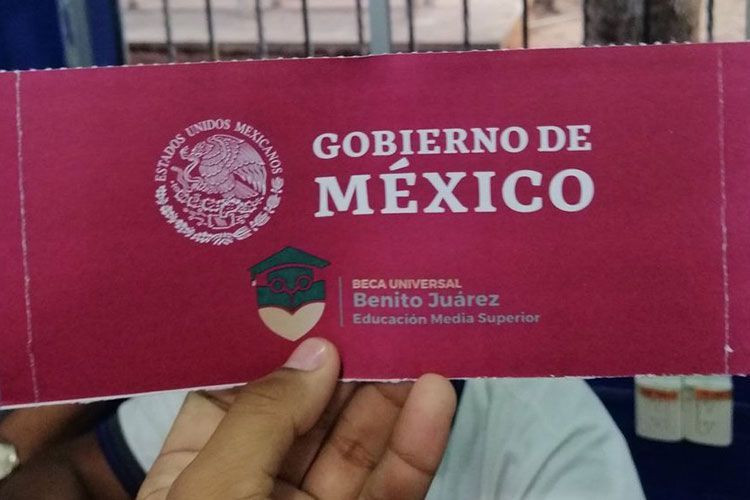 ESTADOS UNIDOS MEXICANOS
GOBIERNO DE
MÉXICO
BECA UNIVERSAL
Benito Juárez
Educación Media Superior